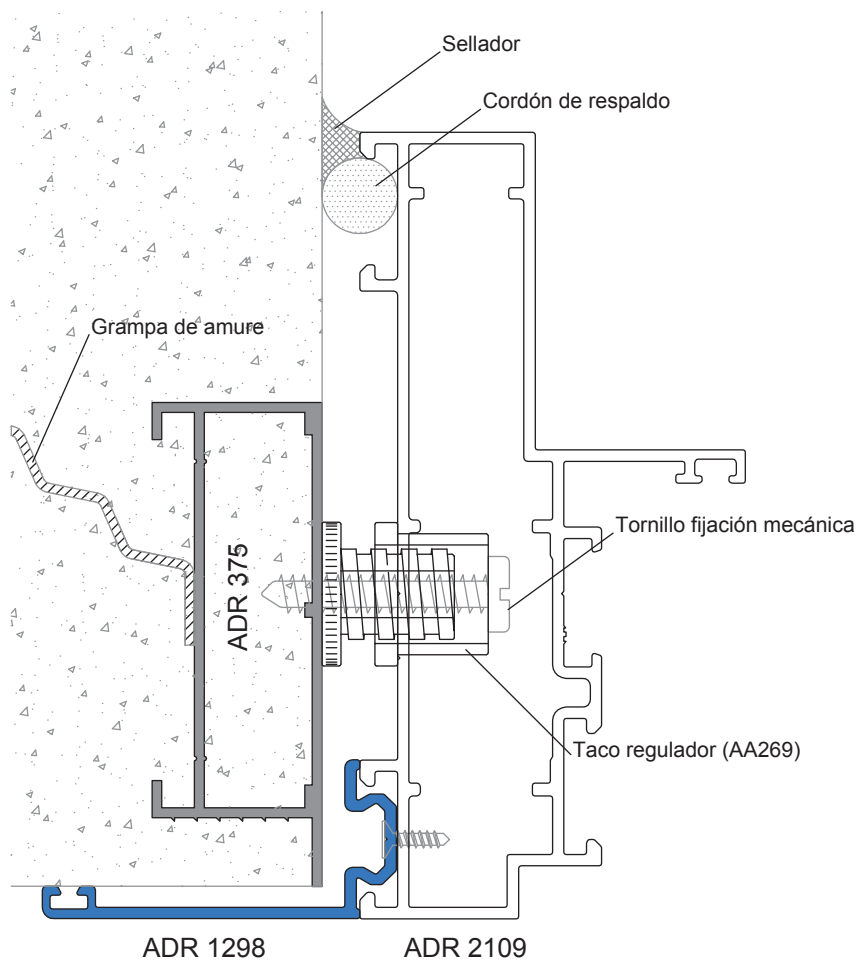 Sellador
Cordón de respaldo
Grampa de amure
Tornillo fijación mecánica
ADR 375
Taco regulador (AA269)
ADR 1298
ADR 2109